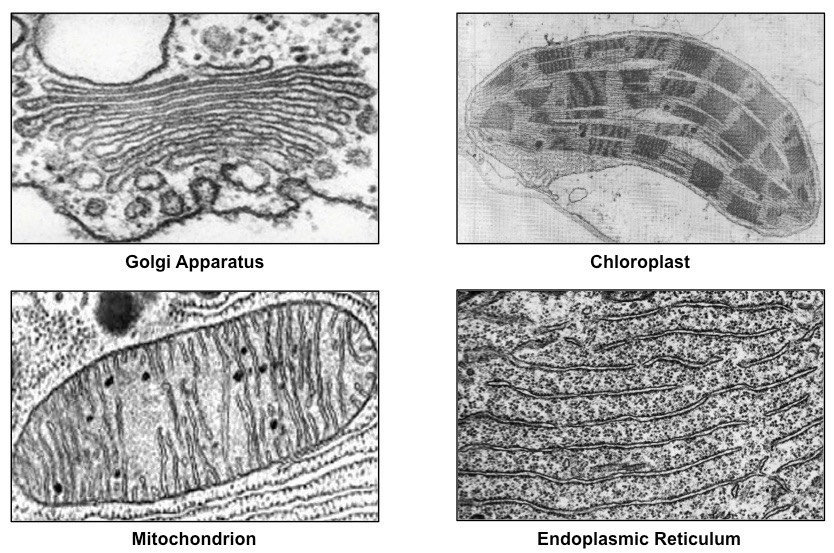 Golgi Apparatus
Chloroplast
Mitochondrion
Endoplasmic Reticulum